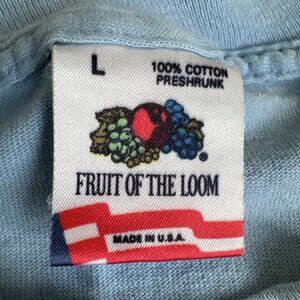 L
100% COTTON
PRESHRUNK
®
FRUIT OF THE LOOM
MADE IN U.S.A.